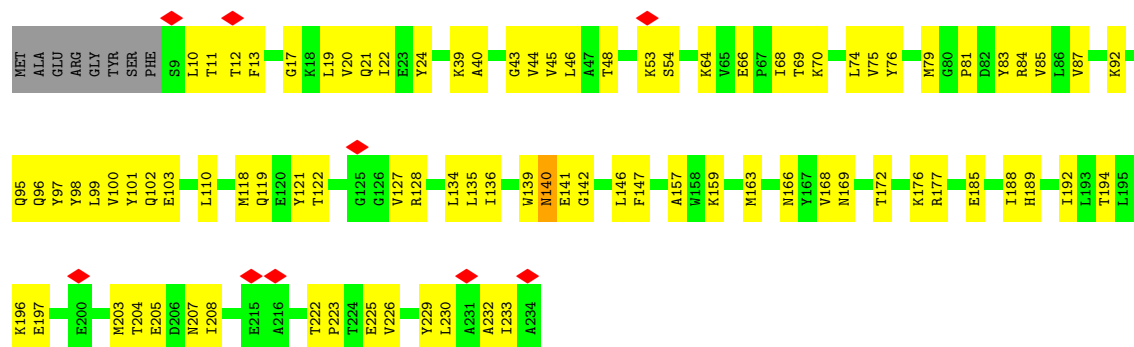 MET ALA GLU ARG GLY TYR SER PHE S9 L10 T11 T12 F13 G17 K18 L19 V20 Q21 I22 E23 Y24 K39 A40 G43 V44 V45 L46 A47 T48 K53 S54 K64 V65 E66 P67 I68 T69 K70 L74 V75 Y76 M79 G80 P81 D82 Y83 R84 V85 L86 V87 K92
Q95 Q96 Y97 Y98 L99 V100 Y101 Q102 E103 L110 M118 Q119 E120 Y121 T122 G125 G126 V127 R128 L134 L135 I136 W139 N140 E141 G142 L146 F147 A157 W158 K159 M163 N166 Y167 V168 N169 T172 K176 R177 E185 I188 H189 I192 L193 T194 L195
K196 E197 E200 M203 T204 E205 D206 N207 I208 E215 A216 T222 P223 T224 E225 V226 Y229 L230 A231 A232 I233 A234